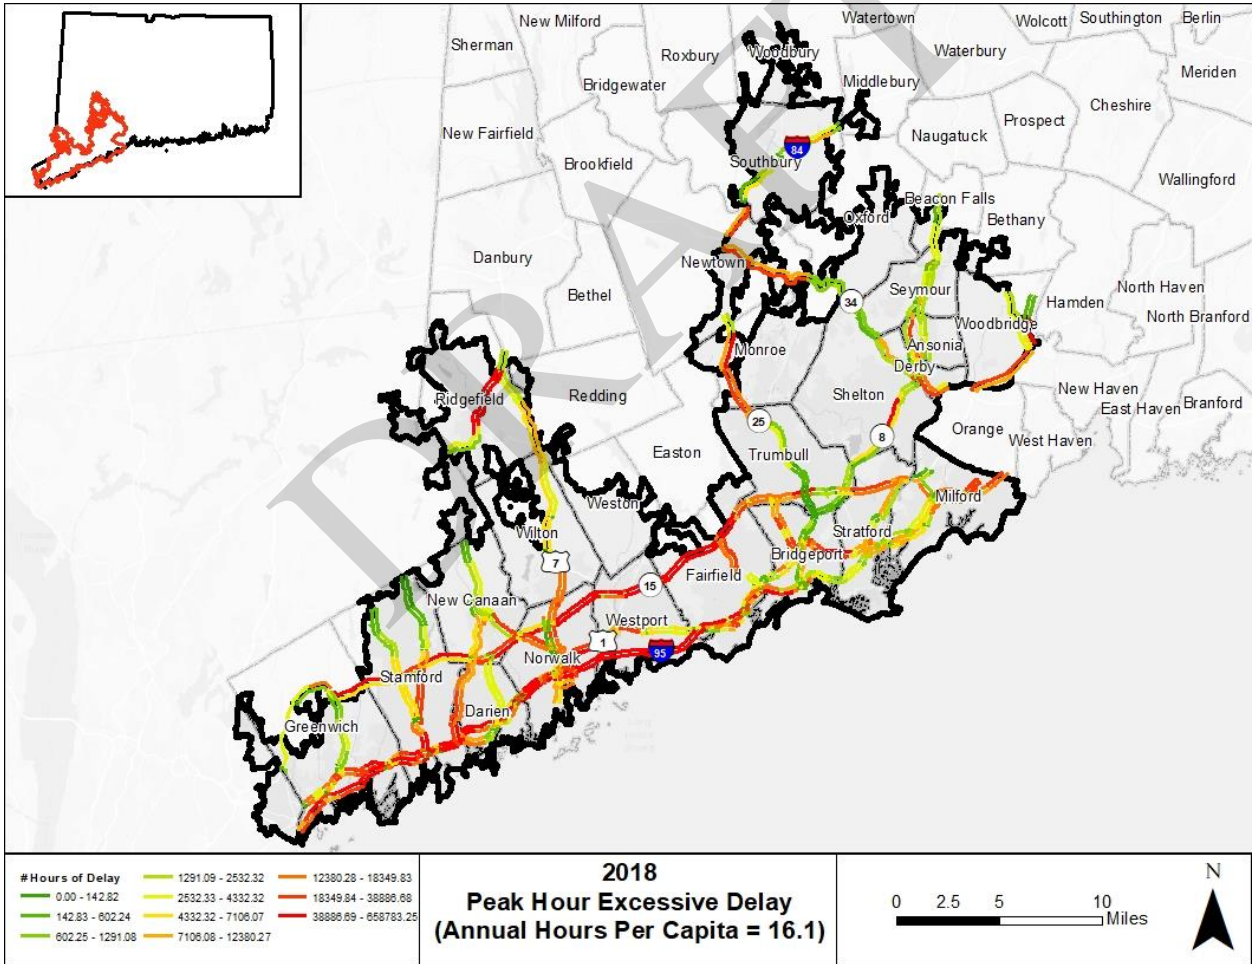 New Milford
Watertown
Wolcott
Southington
Berlin
Sherman
Roxbury
Woodbury
Waterbury
Bridgewater
Middlebury
Meriden
Cheshire
New Fairfield
Prospect
Naugatuck
84
Brookfield
Southbury
Wallingford
Beacon Falls
Oxford
Bethany
Danbury
Newtown
Bethel
Seymour
North Haven
Hamden
34
Woodbridge
North Branford
Ansonia
Monroe
Derby
Ridgefield
Redding
Shelton
New Haven
East Haven
Branford
25
Orange
8
West Haven
Easton
Trumbull
Milford
Weston
Wilton
Stratford
Bridgeport
7
15
Fairfield
New Canaan
Westport
1
95
Norwalk
Stamford
Darien
Greenwich
DRAFT
# Hours of Delay
0.00 - 142.82
142.83 - 602.24
602.25 - 1291.08
1291.09 - 2532.32
2532.33 - 4332.32
4332.32 - 7106.07
7106.08 - 12380.27
12380.28 - 18349.83
18349.84 - 38886.68
38886.69 - 658783.25
2018
Peak Hour Excessive Delay
(Annual Hours Per Capita = 16.1)
0 2.5 5 10
Miles
N